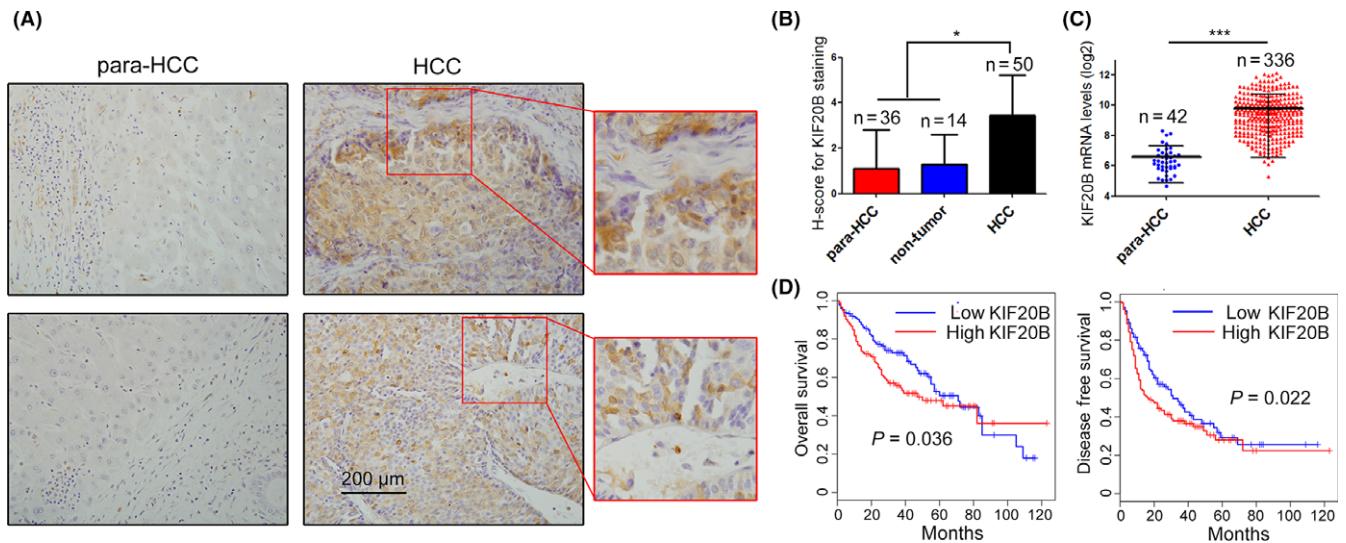 (A)
para-HCC
HCC
200 µm
(B)
H-score for KIF20B staining
6
4
2
0
*
n=36
n=14
n=50
para-HCC
non-tumor
HCC
(C)
KIF20B mRNA levels (log2)
12
10
8
6
4
***
n=42
n=336
para-HCC
HCC
(D)
Overall survival
1.0
0.8
0.6
0.4
0.2
0
Low KIF20B
High KIF20B
P = 0.036
0 20 40 60 80 100 120
Months
Disease free survival
1.0
0.8
0.6
0.4
0.2
0
Low KIF20B
High KIF20B
P = 0.022
0 20 40 60 80 100 120
Months